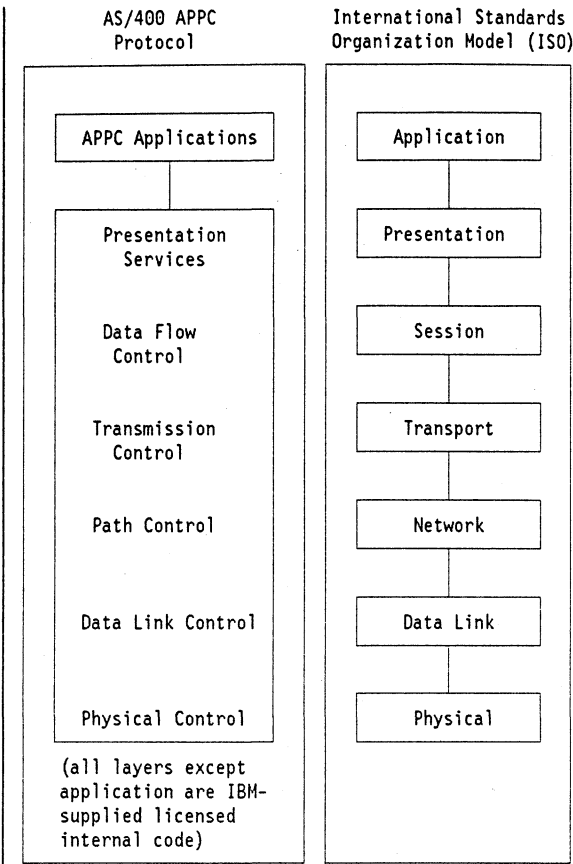 AS/400 APPC
Protocol
APPC Applications
Presentation
Services
Data Flow
Control
Transmission
Control
Path Control
Data Link Control
Physical Control
(all layers except
application are IBM-
supplied licensed
internal code)
International Standards
Organization Model (ISO)
Application
Presentation
Session
Transport
Network
Data Link
Physical